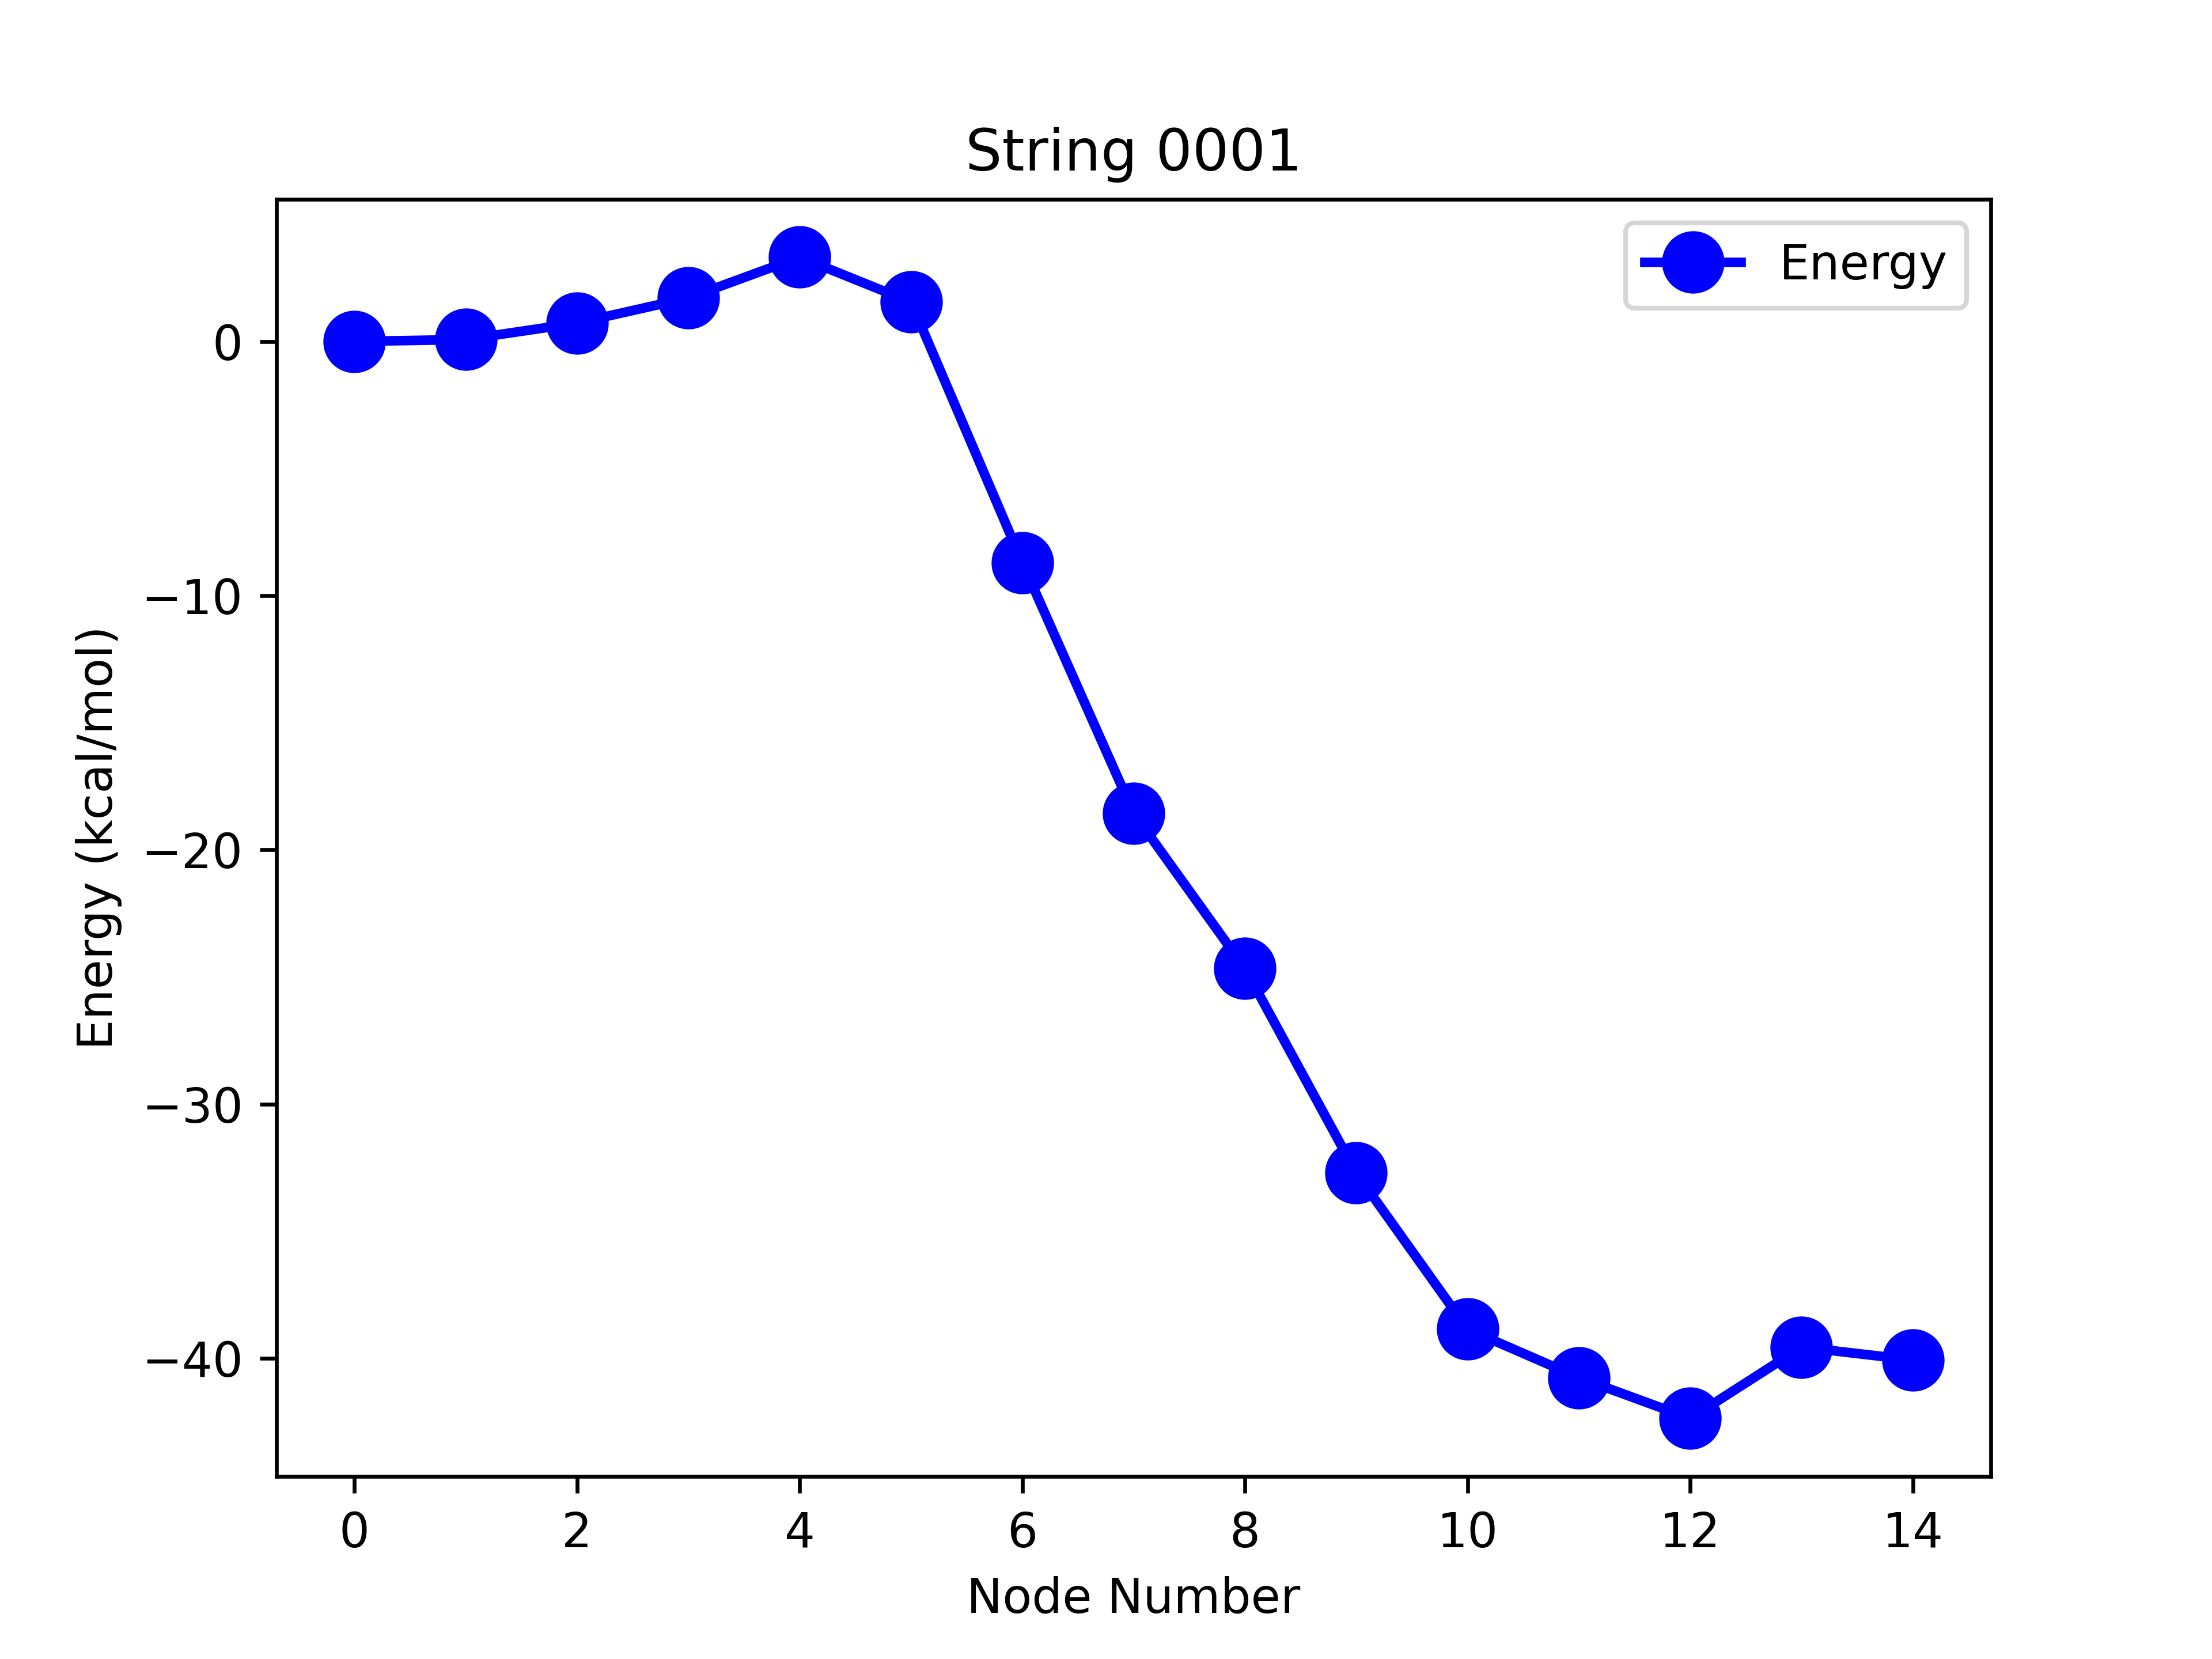 String 0001
Energy
Energy (kcal/mol)
0
−10
−20
−30
−40
0 2 4 6 8 10 12 14
Node Number